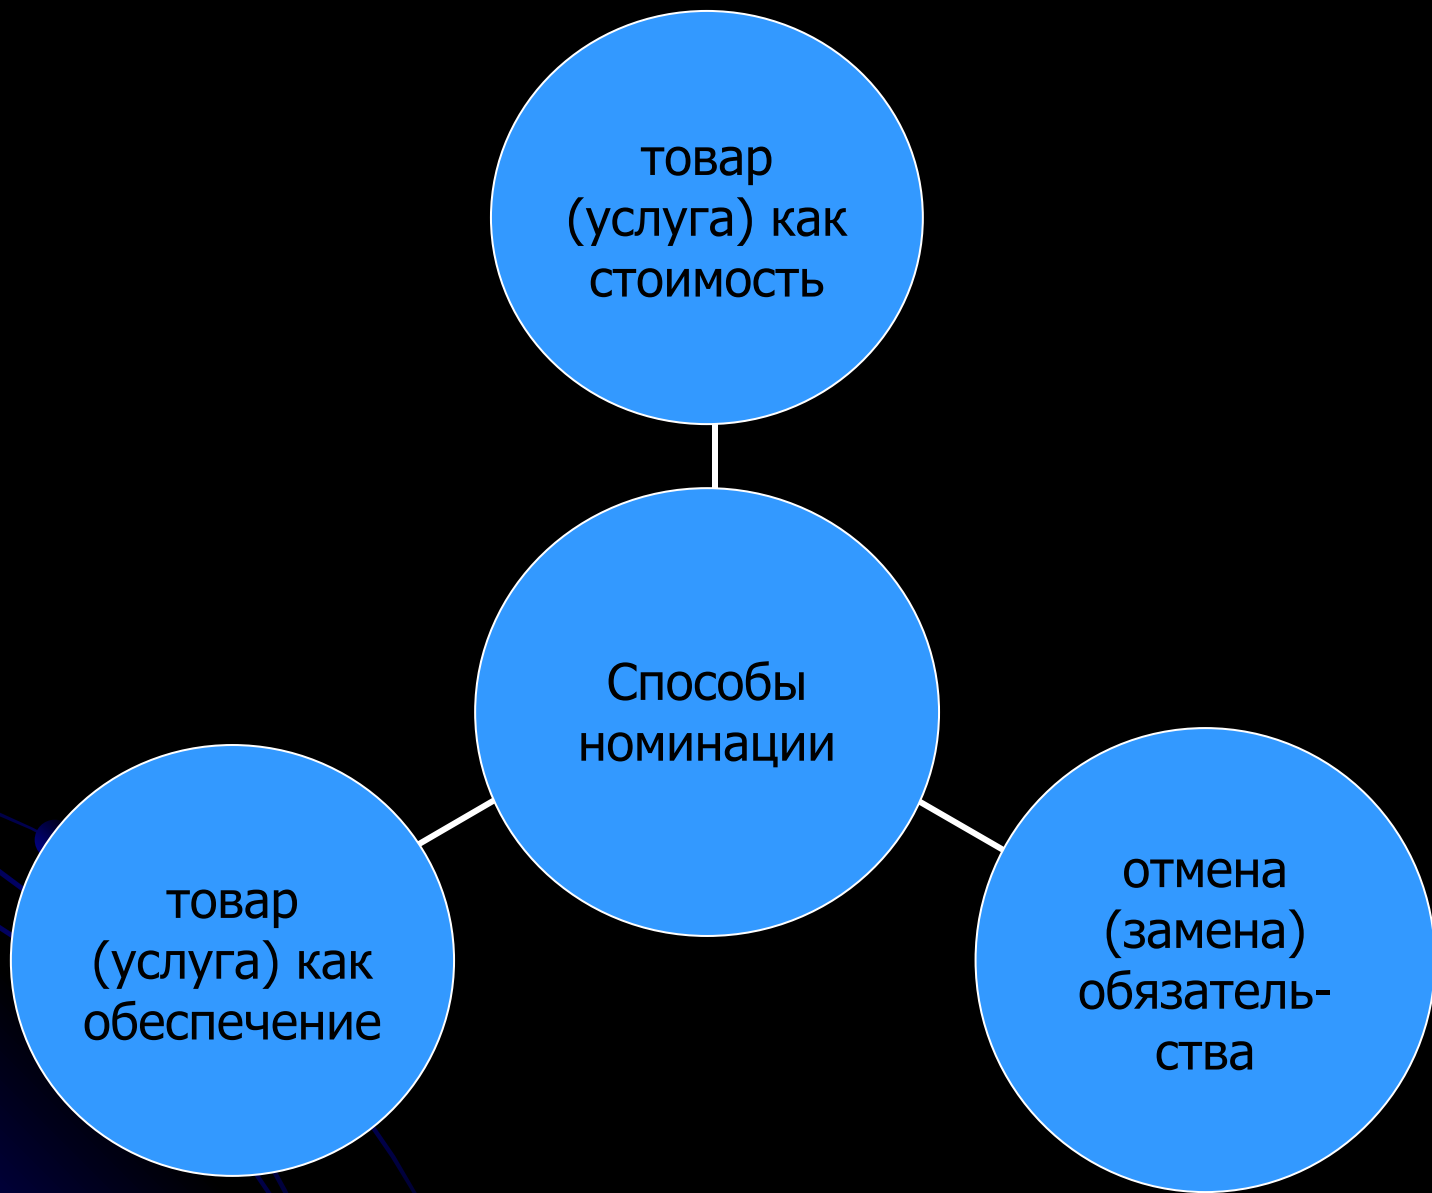 товар
(услуга) как
стоимость
Способы
номинации
товар
(услуга) как
обеспечение
отмена
(замена)
обязатель-
ства